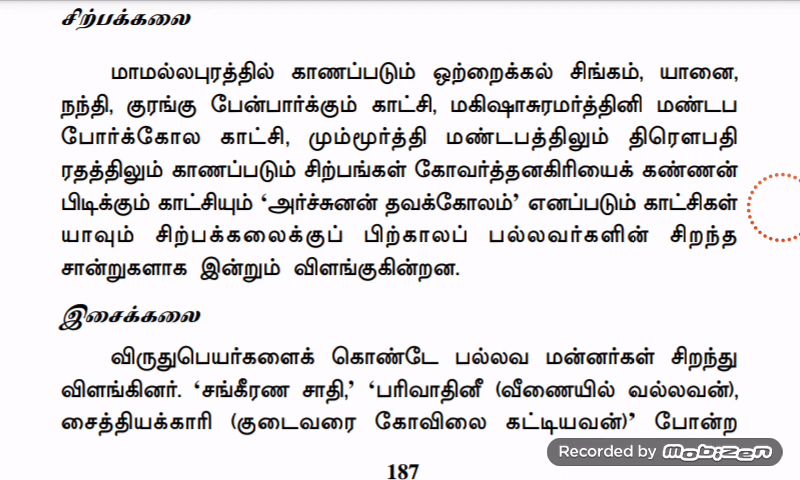 சிற்பக்கலை
மாமல்லபுரத்தில் காணப்படும் ஒற்றைக்கல் சிங்கம், யானை,
நந்தி, குரங்கு பேன்பார்க்கும் காட்சி, மகிஷாசுரமர்த்தினி மண்டப
போர்க்கோல காட்சி, மும்மூர்த்தி மண்டபத்திலும் திரௌபதி
ரதத்திலும் காணப்படும் சிற்பங்கள் கோவர்த்தனகிரியைக் கண்ணன்
பிடிக்கும் காட்சியும் ‘அர்ச்சுனன் தவக்கோலம்’ எனப்படும் காட்சிகள்
யாவும் சிற்பக்கலைக்குப் பிற்காலப் பல்லவர்களின் சிறந்த
சான்றுகளாக இன்றும் விளங்குகின்றன.
இசைக்கலை
விருதுபெயர்களைக் கொண்டே பல்லவ மன்னர்கள் சிறந்து
விளங்கினர். ‘சங்கீரண சாதி,’ ‘பரிவாதினீ (வீணையில் வல்லவன்),
சைத்தியக்காரி (குடைவரை கோவிலை கட்டியவன்)’ போன்ற
Recorded by mobizen
187